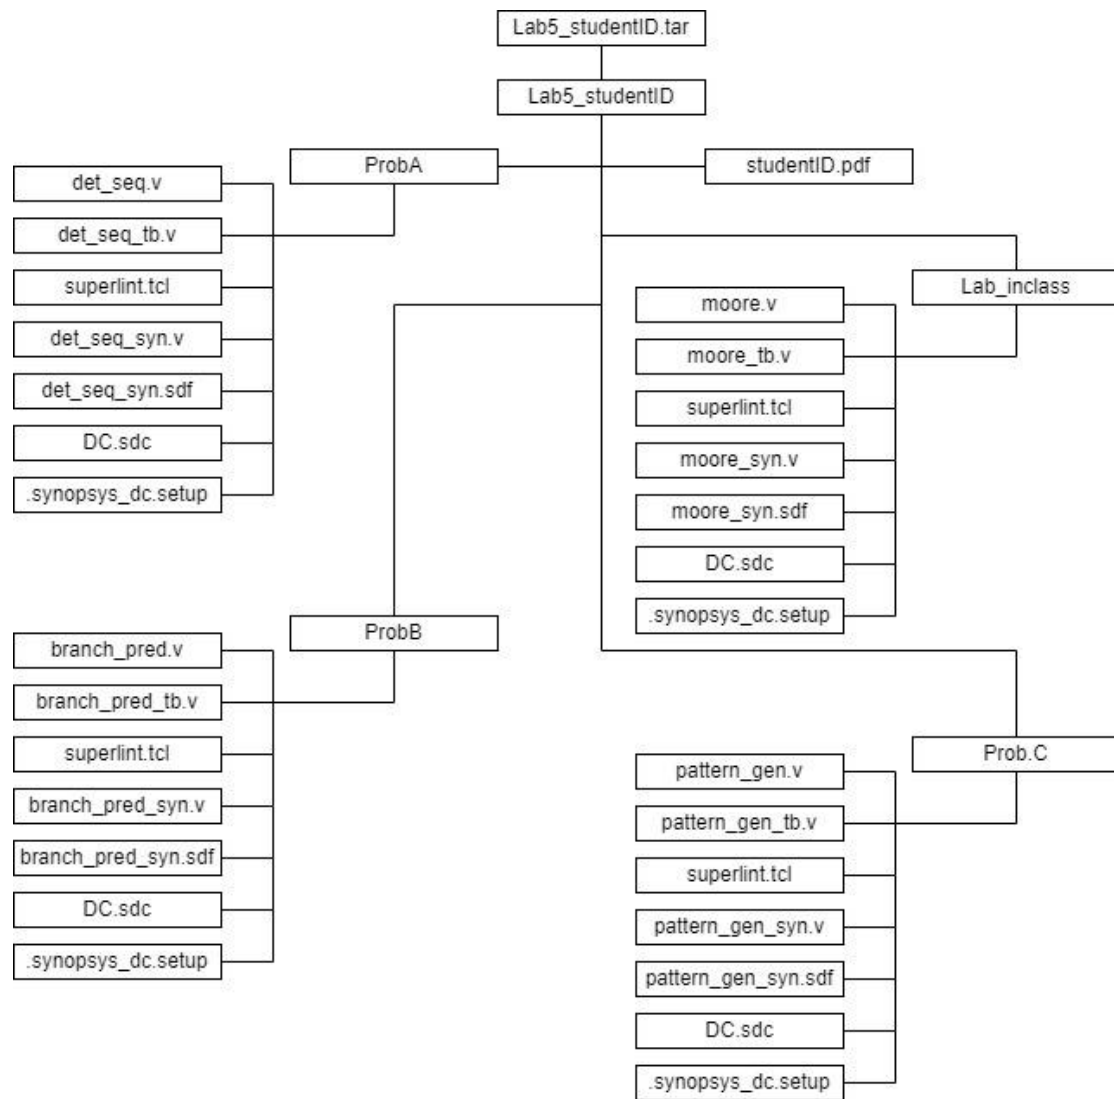 Lab5_studentID.tar
Lab5_studentID
ProbA
studentID.pdf
det_seq.v
det_seq_tb.v
superlint.tcl
det_seq_syn.v
det_seq_syn.sdf
DC.sdc
.synopsys_dc.setup
Lab_inclass
moore.v
moore_tb.v
superlint.tcl
moore_syn.v
moore_syn.sdf
DC.sdc
.synopsys_dc.setup
ProbB
branch_pred.v
branch_pred_tb.v
superlint.tcl
branch_pred_syn.v
branch_pred_syn.sdf
DC.sdc
.synopsys_dc.setup
Prob.C
pattern_gen.v
pattern_gen_tb.v
superlint.tcl
pattern_gen_syn.v
pattern_gen_syn.sdf
DC.sdc
.synopsys_dc.setup